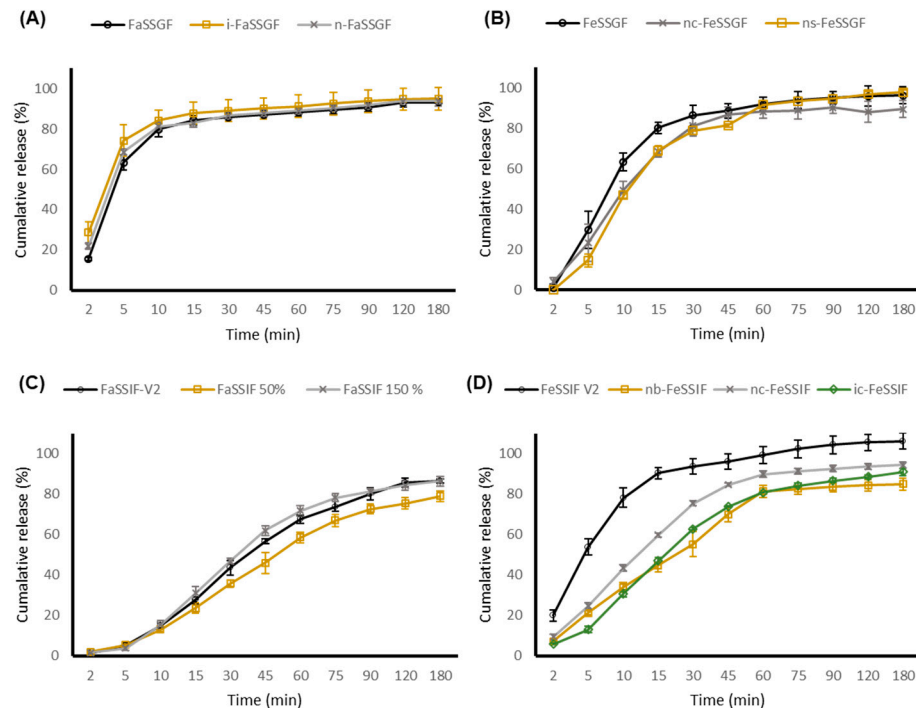 (A)
FaSSGF i-FaSSGF n-FaSSGF
Cumalative release (%)
100
80
60
40
20
0
2 5 10 15 30 45 60 75 90 120 180
Time (min)
(B)
FeSSGF nc-FeSSGF ns-FeSSGF
Cumalative release (%)
100
80
60
40
20
0
2 5 10 15 30 45 60 75 90 120 180
Time (min)
(C)
FaSSIF-V2 FaSSIF 50% FaSSIF 150 %
Cumalative release (%)
100
80
60
40
20
0
2 5 10 15 30 45 60 75 90 120 180
Time (min)
(D)
FeSSIF V2 nb-FeSSIF nc-FeSSIF ic-FeSSIF
Cumalative release (%)
100
80
60
40
20
0
2 5 10 15 30 45 60 75 90 120 180
Time (min)